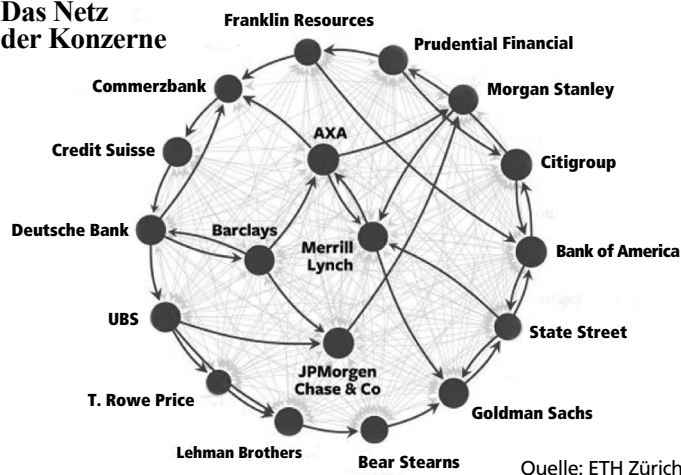 Das Netz
der Konzerne
Franklin Resources
Prudential Financial
Commerzbank
Morgan Stanley
AXA
Credit Suisse
Citigroup
Deutsche Bank
Barclays
Merrill
Lynch
Bank of America
UBS
State Street
JPMorgen
Chase & Co
T. Rowe Price
Goldman Sachs
Lehman Brothers
Bear Stearns
Quelle: ETH Zürich